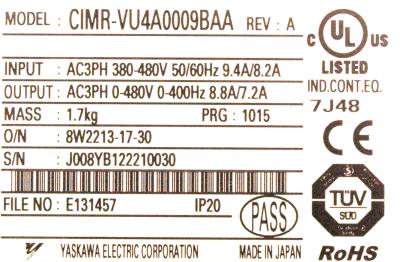 MODEL : CIMR-VU4A0009BAA REV : A
INPUT : AC3PH 380-480V 50/60Hz 9.4A/8.2A
OUTPUT : AC3PH 0-480V 0-400Hz 8.8A/7.2A
MASS : 1.7kg PRG : 1015
O/N : 8W2213-17-30
S/N : J008YB122210030
FILE NO : E131457 IP20
PASS
YASKAWA ELECTRIC CORPORATION MADE IN JAPAN
C UL US
LISTED
IND.CONT.EQ.
7J48
CE
TÜV
SÜD
RoHS